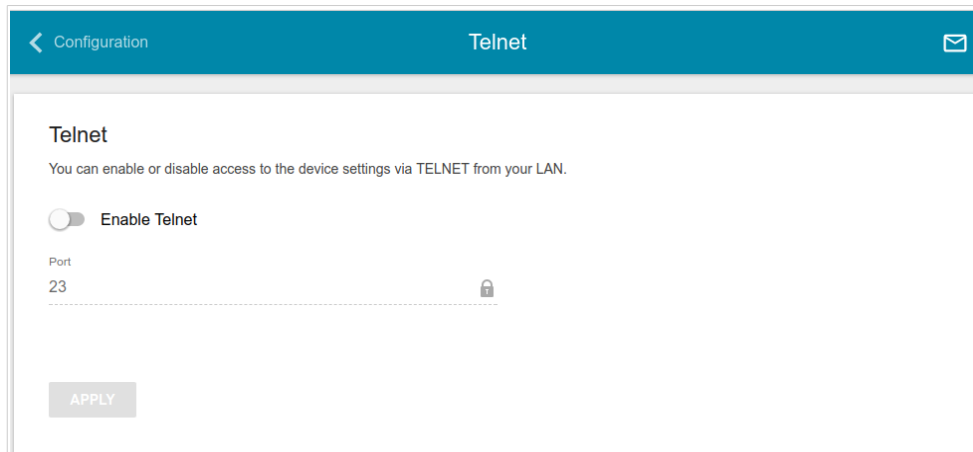 Configuration
Telnet
Telnet
You can enable or disable access to the device settings via TELNET from your LAN.
Enable Telnet
Port
23
APPLY